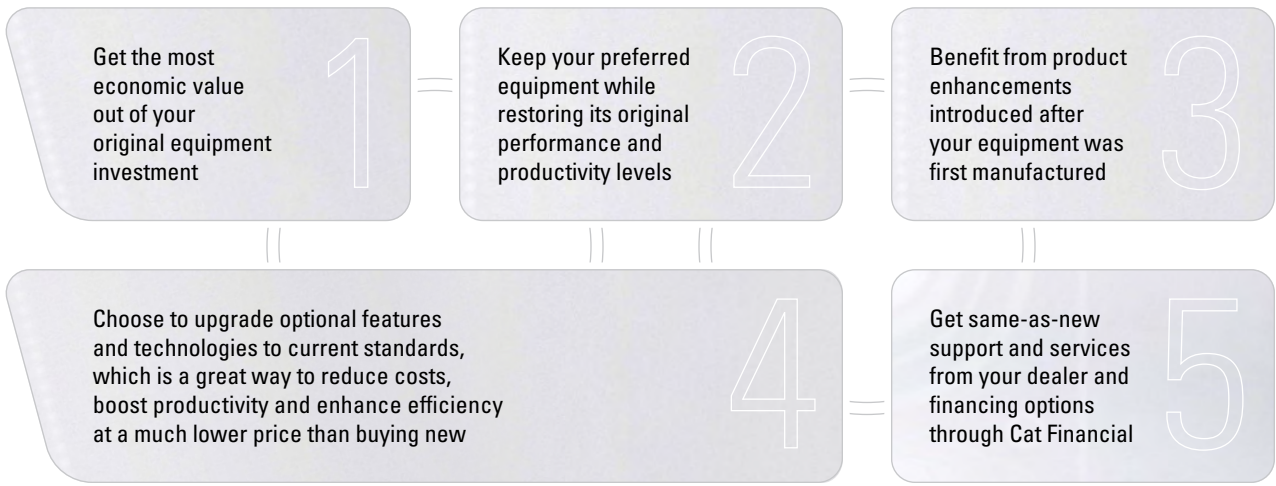 Get the most
economic value
out of your
original equipment
investment
1
Keep your preferred
equipment while
restoring its original
performance and
productivity levels
2
Benefit from product
enhancements
introduced after
your equipment was
first manufactured
3
Choose to upgrade optional features
and technologies to current standards,
which is a great way to reduce costs,
boost productivity and enhance efficiency
at a much lower price than buying new
4
Get same-as-new
support and services
from your dealer and
financing options
through Cat Financial
5